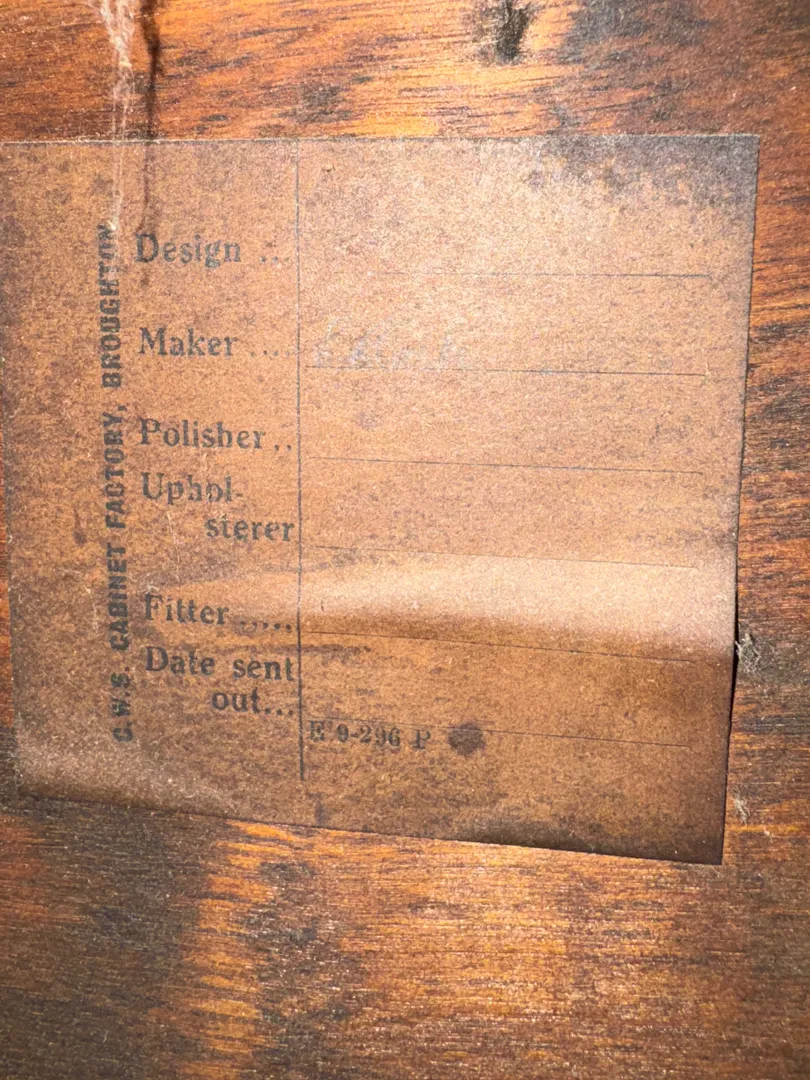 C.W.S. CABINET FACTORY, BROUGHTON
Design ...
Maker ....
Polisher ..
Uphol-
sterer
Fitter .....
Date sent
out...
E 9-296 P